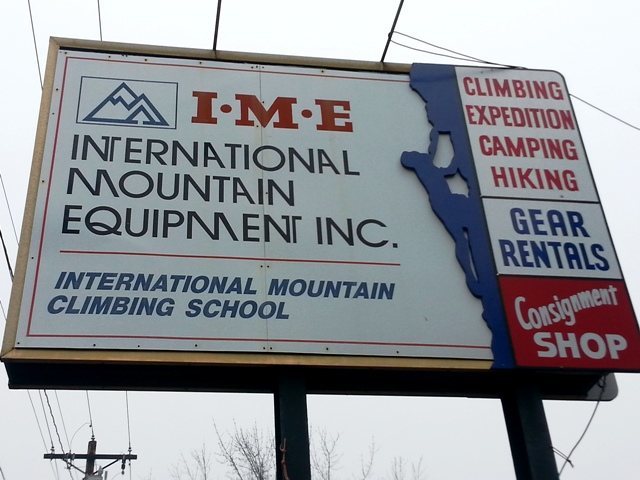 I·M·E
INTERNATIONAL
MOUNTAIN
EQUIPMENT INC.
INTERNATIONAL MOUNTAIN
CLIMBING SCHOOL
CLIMBING
EXPEDITION
CAMPING
HIKING
GEAR
RENTALS
Consignment
SHOP